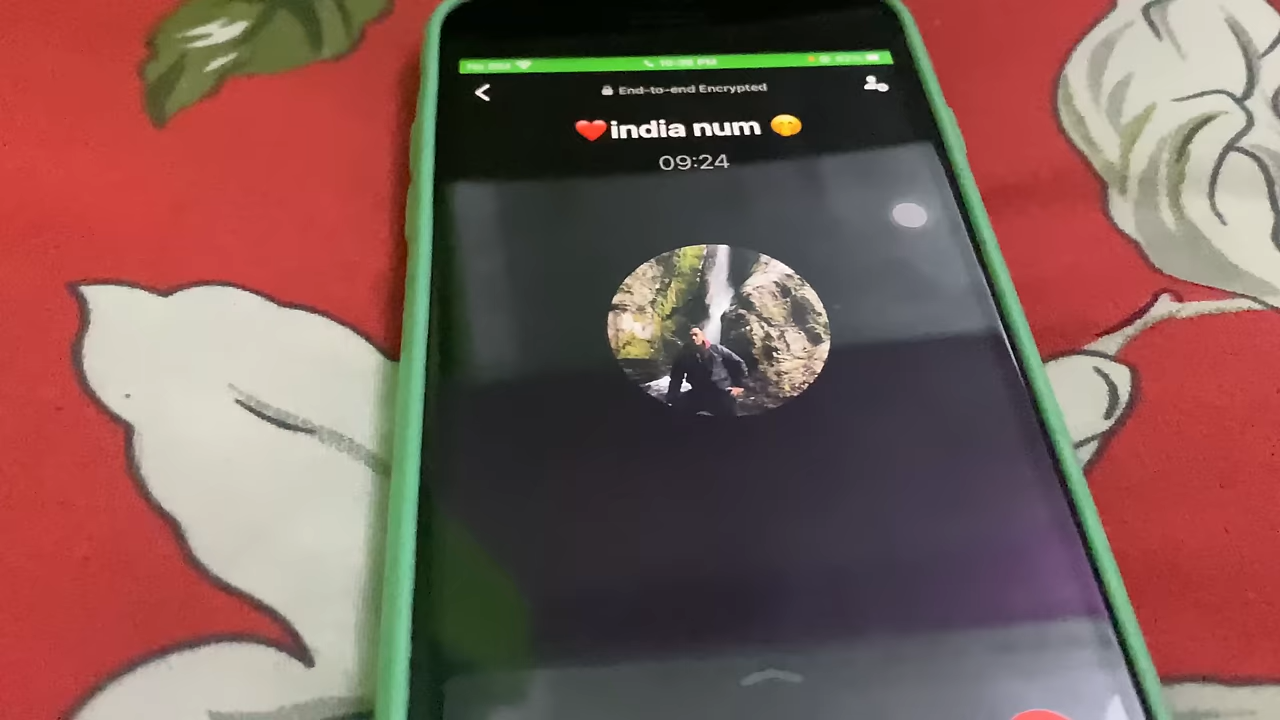 End-to-end Encrypted
❤️india num 🤭
09:24